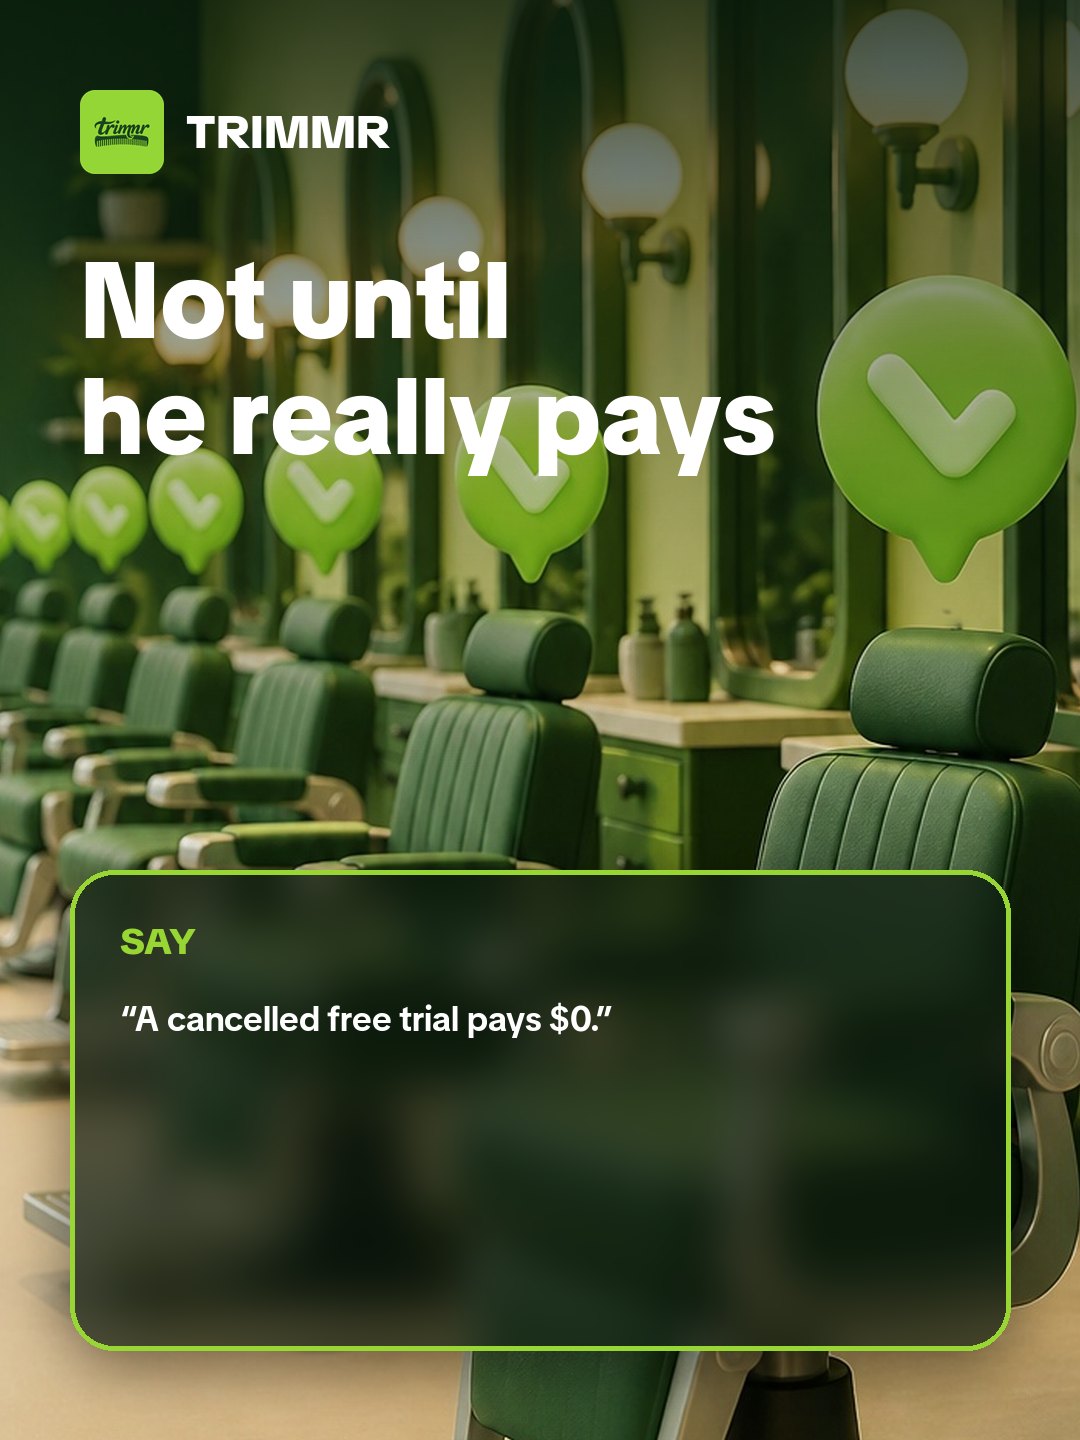 trimmr
TRIMMR
Not until
he really pays
SAY
“A cancelled free trial pays $0.”